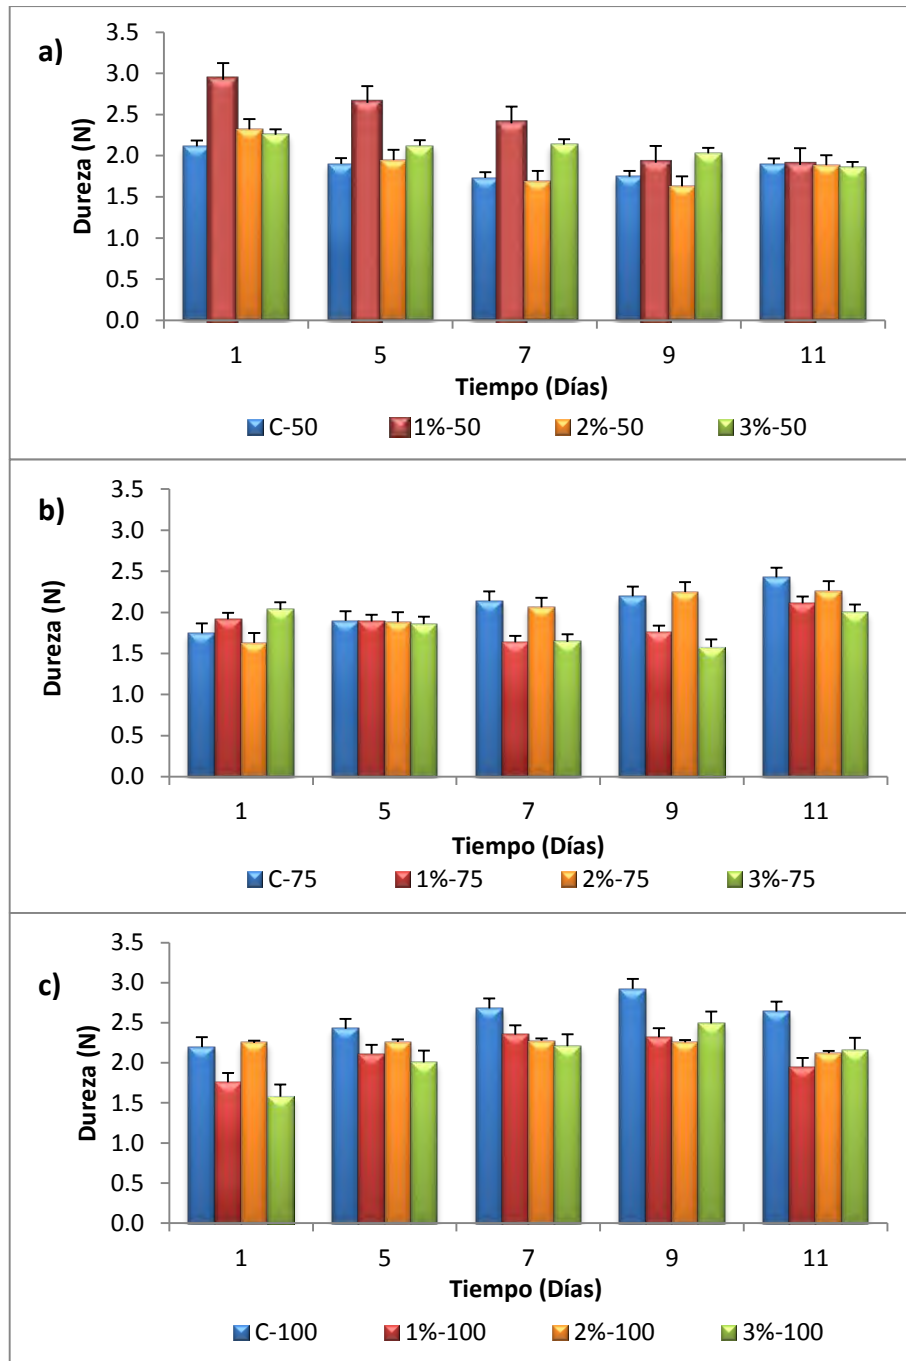 a)
3.5
3.0
2.5
2.0
1.5
1.0
0.5
0.0
Dureza (N)
1 5 7 9 11
Tiempo (Días)
C-50 1%-50 2%-50 3%-50
b)
3.5
3.0
2.5
2.0
1.5
1.0
0.5
0.0
Dureza (N)
1 5 7 9 11
Tiempo (Días)
C-75 1%-75 2%-75 3%-75
c)
3.5
3.0
2.5
2.0
1.5
1.0
0.5
0.0
Dureza (N)
1 5 7 9 11
Tiempo (Días)
C-100 1%-100 2%-100 3%-100